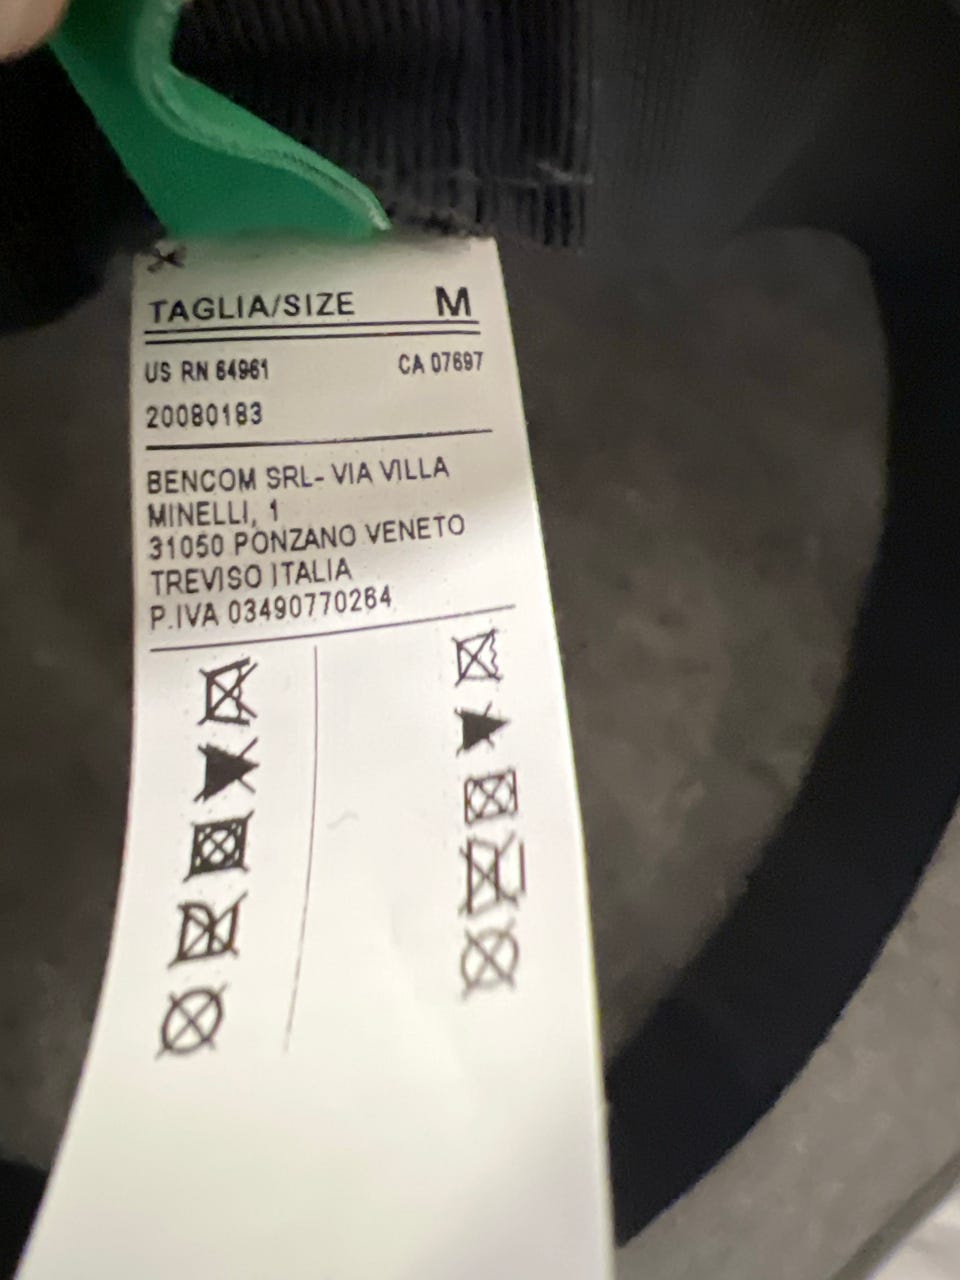 TAGLIA/SIZE M
US RN 64961 CA 07697
20080183
BENCOM SRL- VIA VILLA
MINELLI, 1
31050 PONZANO VENETO
TREVISO ITALIA
P.IVA 03490770264